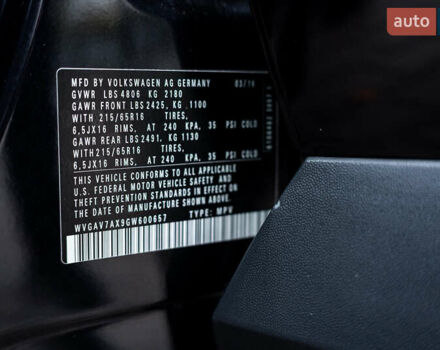 auto
MFD BY VOLKSWAGEN AG GERMANY 03/16
GVWR LBS 4806 KG 2180
GAWR FRONT LBS 2425, KG 1100
WITH 215/65R16 TIRES,
6,5JX16 RIMS, AT 240 KPA, 35 PSI COLD
GAWR REAR LBS 2491, KG 1130
WITH 215/65R16 TIRES,
6,5JX16 RIMS, AT 240 KPA, 35 PSI COLD
THIS VEHICLE CONFORMS TO ALL APPLICABLE
U.S. FEDERAL MOTOR VEHICLE SAFETY AND
THEFT PREVENTION STANDARDS IN EFFECT ON
THE DATE OF MANUFACTURE SHOWN ABOVE.
WVGAV7AX9GW600657 TYPE: MPV